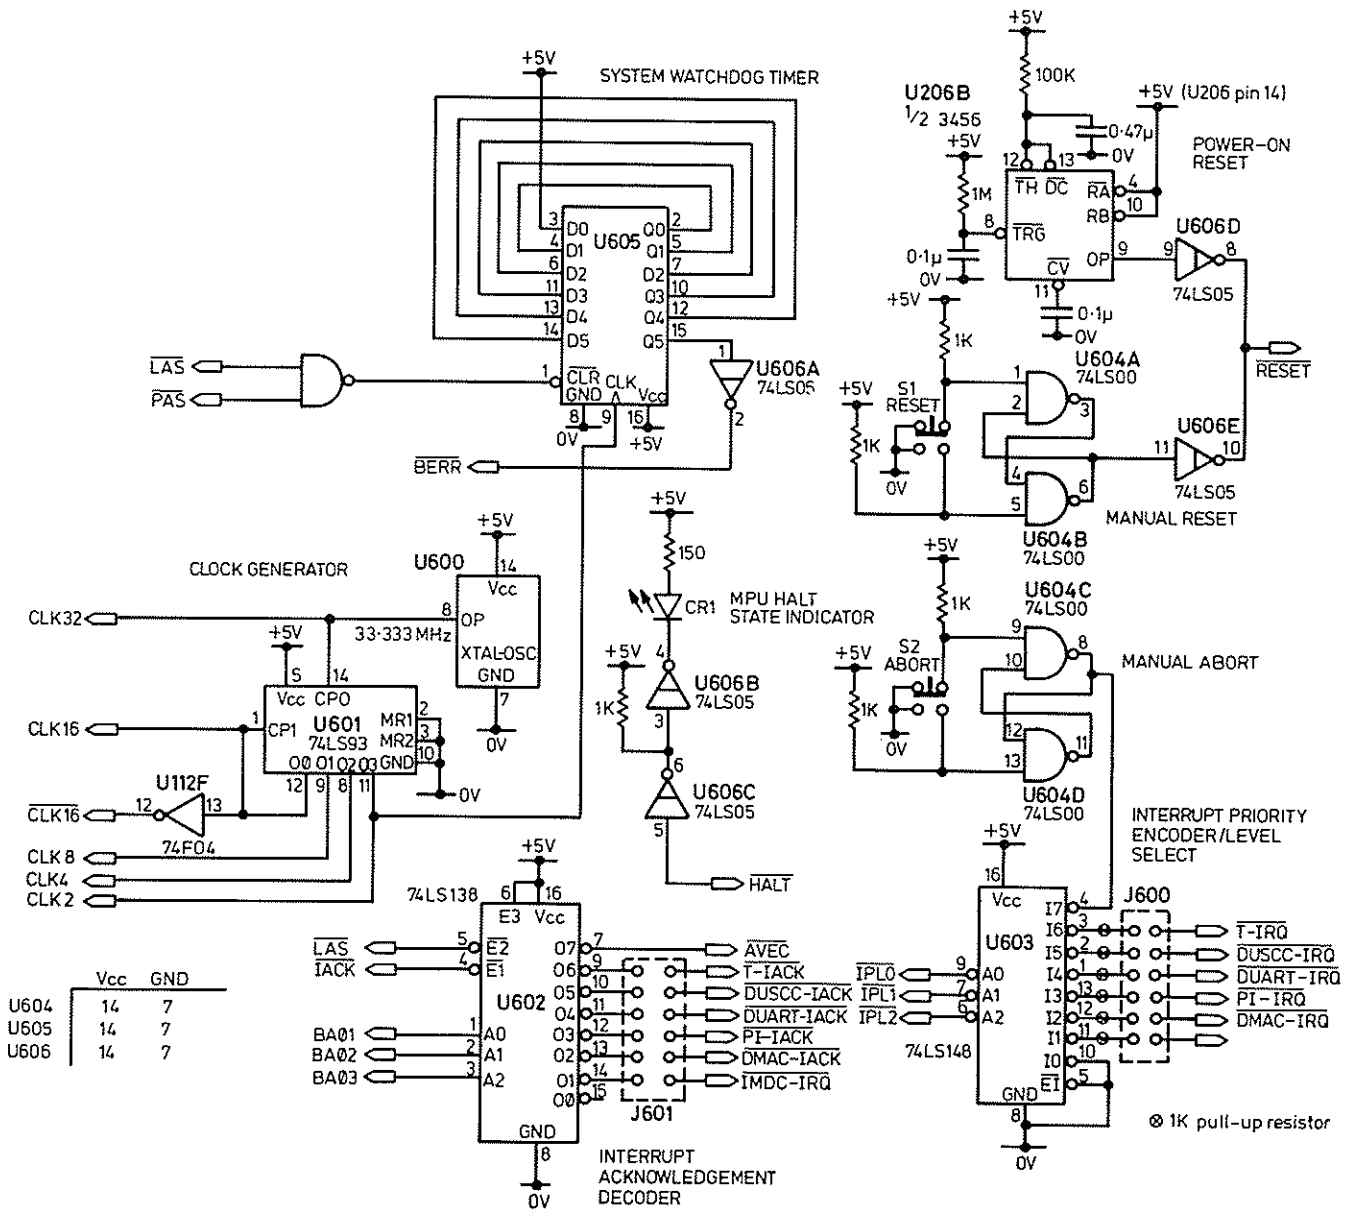 +5V
SYSTEM WATCHDOG TIMER
3 D0 U605 Q0 2
4 D1 Q1 5
6 D2 D2 7
11 D3 Q3 10
13 D4 Q4 12
14 D5 Q5 15
1 CLR CLK
GND Vcc
8 9 16
0V +5V
LAS
PAS
1 U606A
74LS05
2
BERR
+5V
100K
U206B
1/2 3456
+5V (U206 pin 14)
0·47µ
0V
POWER-ON
RESET
+5V
1M
12 13
TH DC
RA 4
RB 10
8 TRG
OP 9
CV
11
0·1µ
0V
0·1µ
0V
U606D
9 8
74LS05
RESET
+5V
1K
U604A
74LS00
1
2
3
S1
RESET
+5V
1K
0V
4
5
6
U604B
74LS00
U606E
11 10
74LS05
MANUAL RESET
CLOCK GENERATOR
+5V
U600
14
Vcc
8 OP
33·333 MHz
XTAL-OSC
GND
7
0V
CLK32
+5V
5 14
Vcc CP0
CLK16
1 CP1 U601
74LS93
MR1 2
MR2 3
GND 10
O0 O1 O2 O3
12 9 8 11
0V
U112F
CLK16 12 13
74F04
CLK8
CLK4
CLK2
+5V
150
CR1
MPU HALT
STATE INDICATOR
4
U606B
74LS05
3
+5V
1K
6
U606C
74LS05
5
HALT
+5V
1K
U604C
74LS00
9
10
8
MANUAL ABORT
S2
ABORT
+5V
1K
0V
12
13
11
U604D
74LS00
INTERRUPT PRIORITY
ENCODER/LEVEL
SELECT
+5V
74LS138
6 16
E3 Vcc
LAS 5 E2
IACK 4 E1
U602
BA01 1 A0
BA02 2 A1
BA03 3 A2
O7 7 AVEC
O6 9 T-IACK
O5 10 DUSCC-IACK
O4 11 DUART-IACK
O3 12 PI-IACK
O2 13 DMAC-IACK
O1 14 IMDC-IRQ
O0 15
J601
GND
8
0V
INTERRUPT
ACKNOWLEDGEMENT
DECODER
+5V
16
Vcc
U603
IPL0 9 A0
IPL1 7 A1
IPL2 6 A2
74LS148
I7 4
J600
I6 3 T-IRQ
I5 2 DUSCC-IRQ
I4 1 DUART-IRQ
I3 13 PI-IRQ
I2 12 DMAC-IRQ
I1 11
I0 10
EI 5
GND
8
0V
⊗ 1K pull-up resistor
Vcc GND
U604 14 7
U605 14 7
U606 14 7